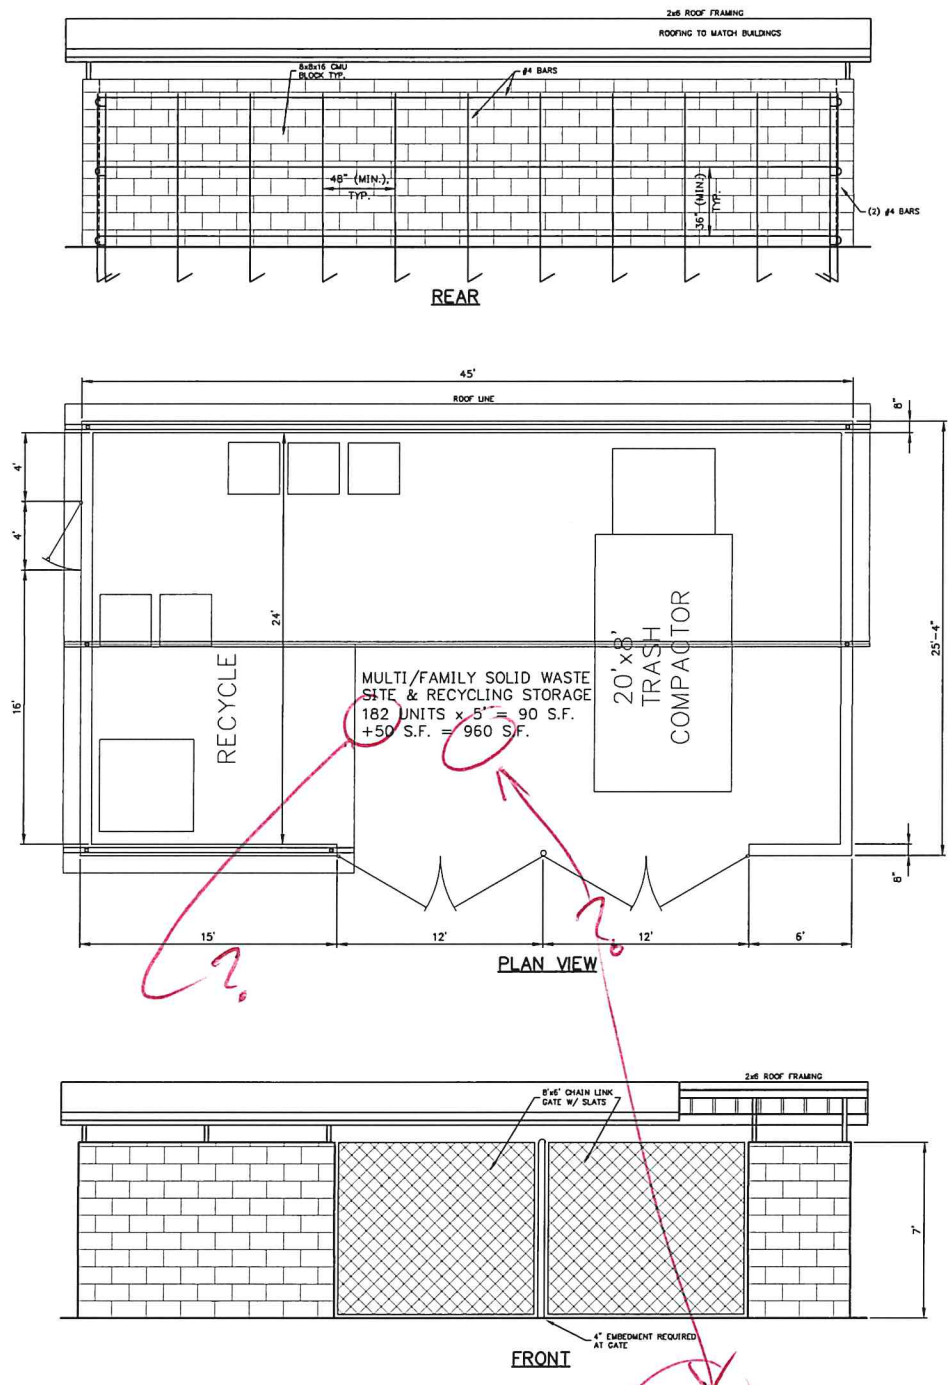 2x6 ROOF FRAMING
ROOFING TO MATCH BUILDINGS
8x8x16 CMU
BLOCK TYP.
#4 BARS
48" (MIN.),
TYP.
36" (MIN.)
TYP.
(2) #4 BARS
REAR
45'
ROOF LINE
8"
4'
4'
24'
16'
25'-4"
RECYCLE
MULTI/FAMILY SOLID WASTE
SITE & RECYCLING STORAGE
182 UNITS x 5' = 90 S.F.
+50 S.F. = 960 S.F.
20'x8'
TRASH
COMPACTOR
8"
15'
12'
12'
6'
?.
?.
PLAN VIEW
2x6 ROOF FRAMING
8'x6' CHAIN LINK
GATE W/ SLATS
7'
4" EMBEDMENT REQUIRED
AT GATE
FRONT